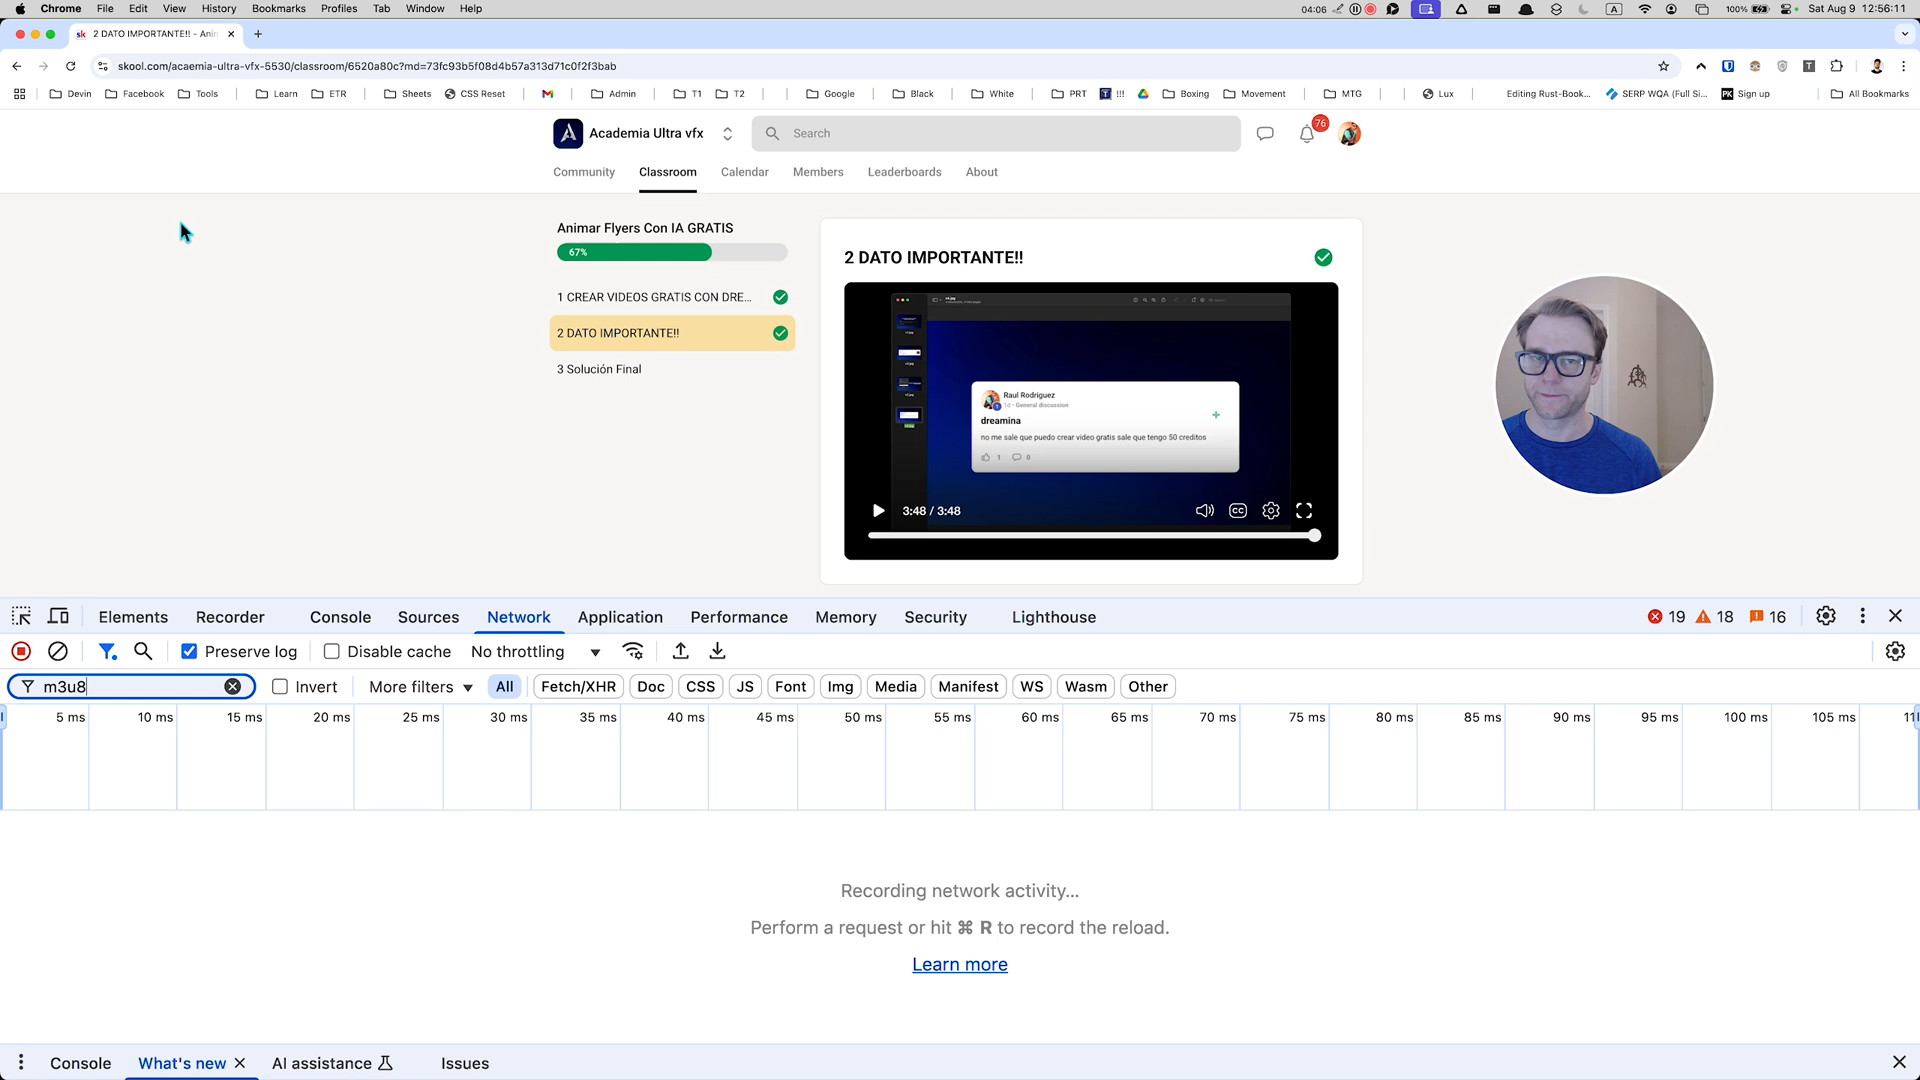 Chrome File Edit View History Bookmarks Profiles Tab Window Help 04:06 A 100% Sat Aug 9 12:56:11
sk 2 DATO IMPORTANTE!! - Anim
skool.com/acaemia-ultra-vfx-5530/classroom/6520a80c?md=73fc93b5f08d4b57a313d71c0f2f3bab
Devin Facebook Tools Learn ETR Sheets CSS Reset Admin T1 T2 Google Black White PRT !!! Boxing Movement MTG Lux Editing Rust-Book... SERP WQA (Full Si... Sign up All Bookmarks
Academia Ultra vfx Search 76
Community Classroom Calendar Members Leaderboards About
Animar Flyers Con IA GRATIS
67%
1 CREAR VIDEOS GRATIS CON DRE...
2 DATO IMPORTANTE!!
3 Solución Final
2 DATO IMPORTANTE!!
Raul Rodriguez
1d · General discussion
dreamina
no me sale que puedo crear video gratis sale que tengo 50 creditos
1 0
3:48 / 3:48 CC
Elements Recorder Console Sources Network Application Performance Memory Security Lighthouse 19 18 16
Preserve log Disable cache No throttling
m3u8 Invert More filters All Fetch/XHR Doc CSS JS Font Img Media Manifest WS Wasm Other
5 ms 10 ms 15 ms 20 ms 25 ms 30 ms 35 ms 40 ms 45 ms 50 ms 55 ms 60 ms 65 ms 70 ms 75 ms 80 ms 85 ms 90 ms 95 ms 100 ms 105 ms 11
Recording network activity...
Perform a request or hit ⌘ R to record the reload.
Learn more
Console What's new AI assistance Issues